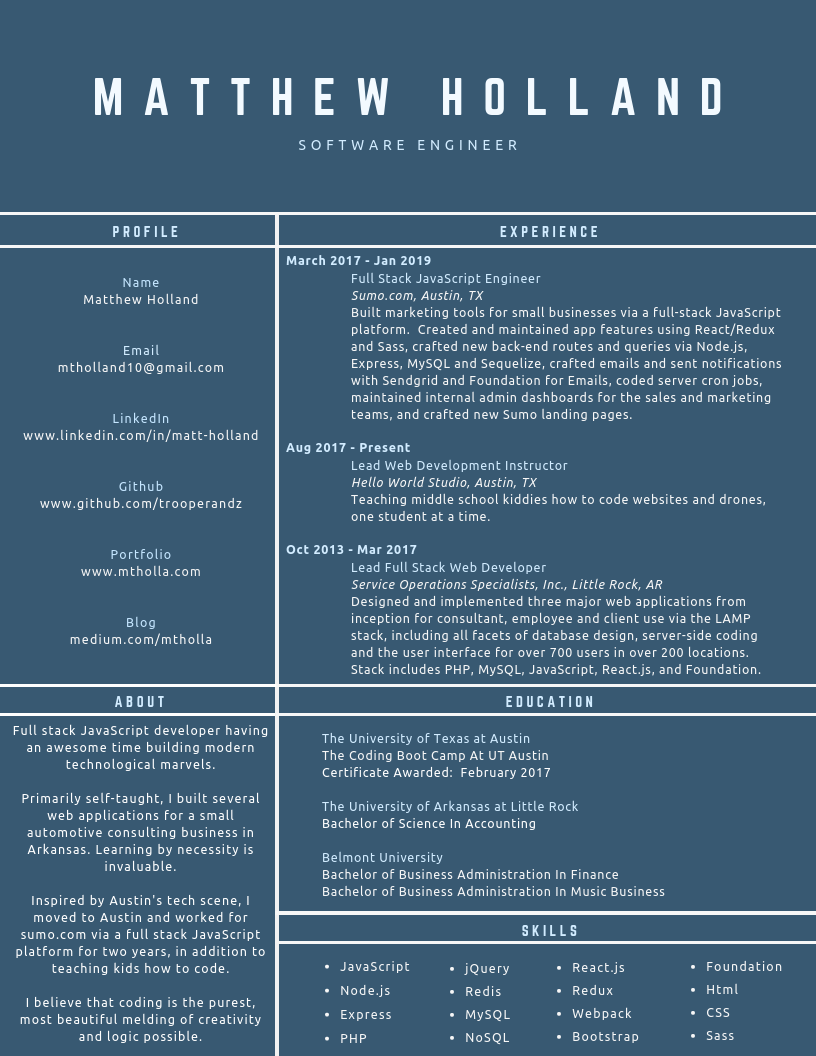 MATTHEW HOLLAND
SOFTWARE ENGINEER
PROFILE
Name
Matthew Holland
Email
mtholland10@gmail.com
LinkedIn
www.linkedin.com/in/matt-holland
Github
www.github.com/trooperandz
Portfolio
www.mtholla.com
Blog
medium.com/mtholla
EXPERIENCE
March 2017 - Jan 2019
Full Stack JavaScript Engineer
Sumo.com, Austin, TX
Built marketing tools for small businesses via a full-stack JavaScript
platform.  Created and maintained app features using React/Redux
and Sass, crafted new back-end routes and queries via Node.js,
Express, MySQL and Sequelize, crafted emails and sent notifications
with Sendgrid and Foundation for Emails, coded server cron jobs,
maintained internal admin dashboards for the sales and marketing
teams, and crafted new Sumo landing pages.
Aug 2017 - Present
Lead Web Development Instructor
Hello World Studio, Austin, TX
Teaching middle school kiddies how to code websites and drones,
one student at a time.
Oct 2013 - Mar 2017
Lead Full Stack Web Developer
Service Operations Specialists, Inc., Little Rock, AR
Designed and implemented three major web applications from
inception for consultant, employee and client use via the LAMP
stack, including all facets of database design, server-side coding
and the user interface for over 700 users in over 200 locations.
Stack includes PHP, MySQL, JavaScript, React.js, and Foundation.
ABOUT
Full stack JavaScript developer having
an awesome time building modern
technological marvels.
Primarily self-taught, I built several
web applications for a small
automotive consulting business in
Arkansas. Learning by necessity is
invaluable.
Inspired by Austin's tech scene, I
moved to Austin and worked for
sumo.com via a full stack JavaScript
platform for two years, in addition to
teaching kids how to code.
I believe that coding is the purest,
most beautiful melding of creativity
and logic possible.
EDUCATION
The University of Texas at Austin
The Coding Boot Camp At UT Austin
Certificate Awarded:  February 2017
The University of Arkansas at Little Rock
Bachelor of Science In Accounting
Belmont University
Bachelor of Business Administration In Finance
Bachelor of Business Administration In Music Business
SKILLS
• JavaScript
• Node.js
• Express
• PHP
• jQuery
• Redis
• MySQL
• NoSQL
• React.js
• Redux
• Webpack
• Bootstrap
• Foundation
• Html
• CSS
• Sass